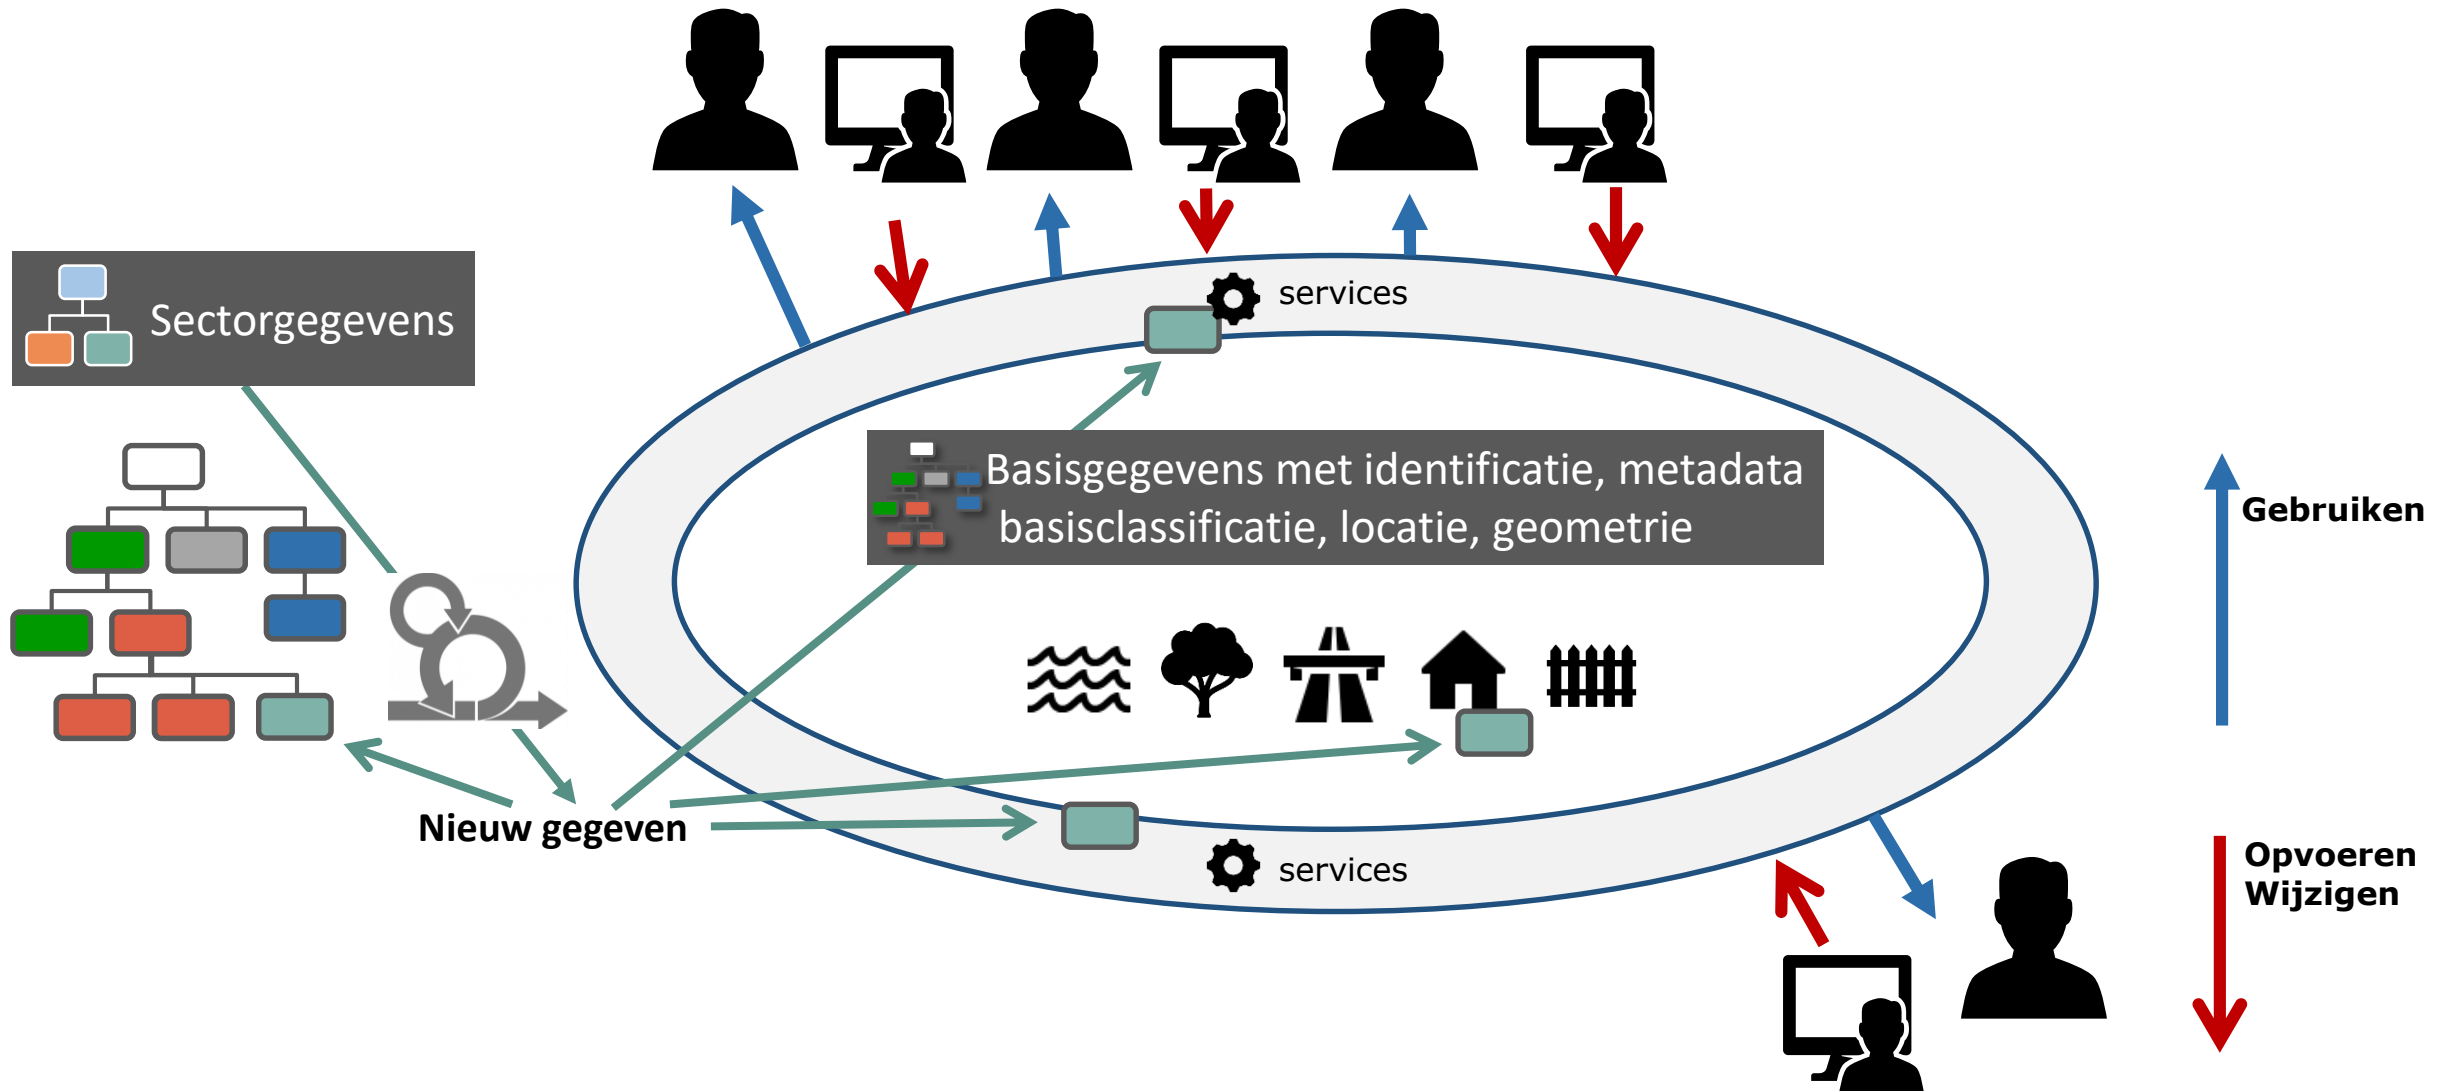 services
Sectorgegevens
Basisgegevens met identificatie, metadata
basisclassificatie, locatie, geometrie
Gebruiken
Nieuw gegeven
services
Opvoeren
Wijzigen